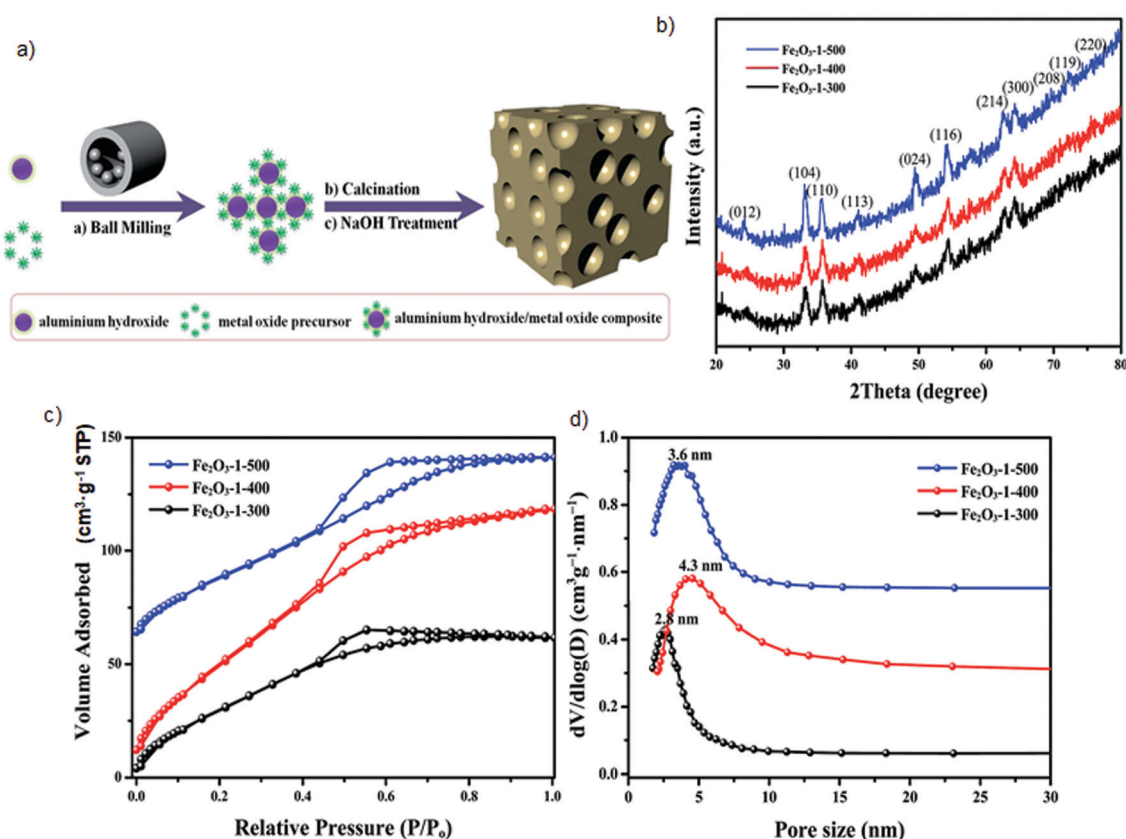 a)
a) Ball Milling
b) Calcination
c) NaOH Treatment
aluminium hydroxide
metal oxide precursor
aluminium hydroxide/metal oxide composite
b)
Fe₂O₃-1-500
Fe₂O₃-1-400
Fe₂O₃-1-300
(012)
(104)
(110)
(113)
(024)
(116)
(214)
(300)
(208)
(119)
(220)
Intensity (a.u.)
20 30 40 50 60 70 80
2Theta (degree)
c)
Fe₂O₃-1-500
Fe₂O₃-1-400
Fe₂O₃-1-300
Volume Adsorbed (cm³·g⁻¹ STP)
150
100
50
0
0.0 0.2 0.4 0.6 0.8 1.0
Relative Pressure (P/Pₒ)
d)
3.6 nm
4.3 nm
2.8 nm
Fe₂O₃-1-500
Fe₂O₃-1-400
Fe₂O₃-1-300
dV/dlog(D) (cm³g⁻¹·nm⁻¹)
1.0
0.8
0.6
0.4
0.2
0.0
0 5 10 15 20 25 30
Pore size (nm)